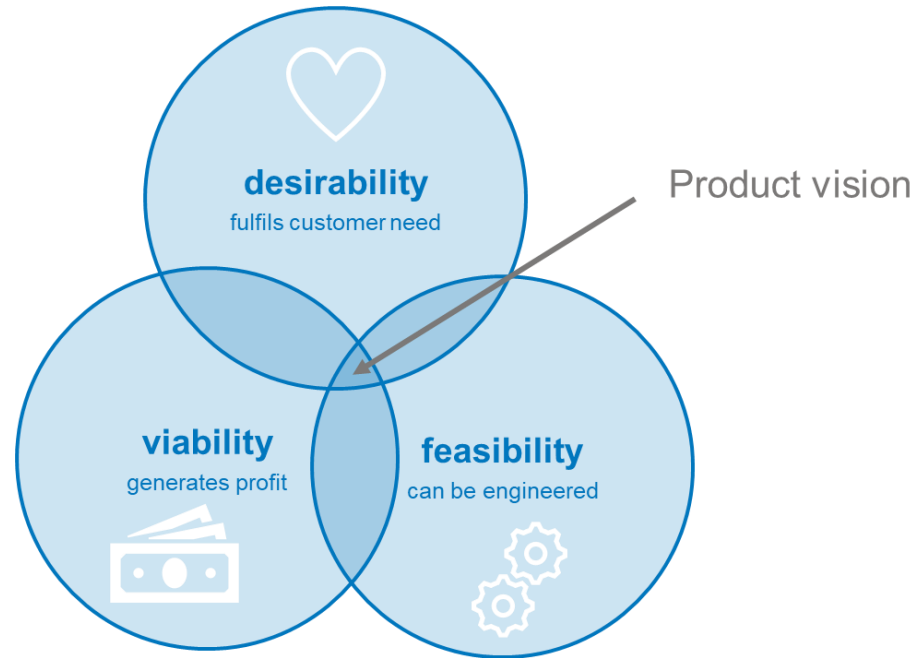 desirability
fulfils customer need
Product vision
viability
generates profit
feasibility
can be engineered